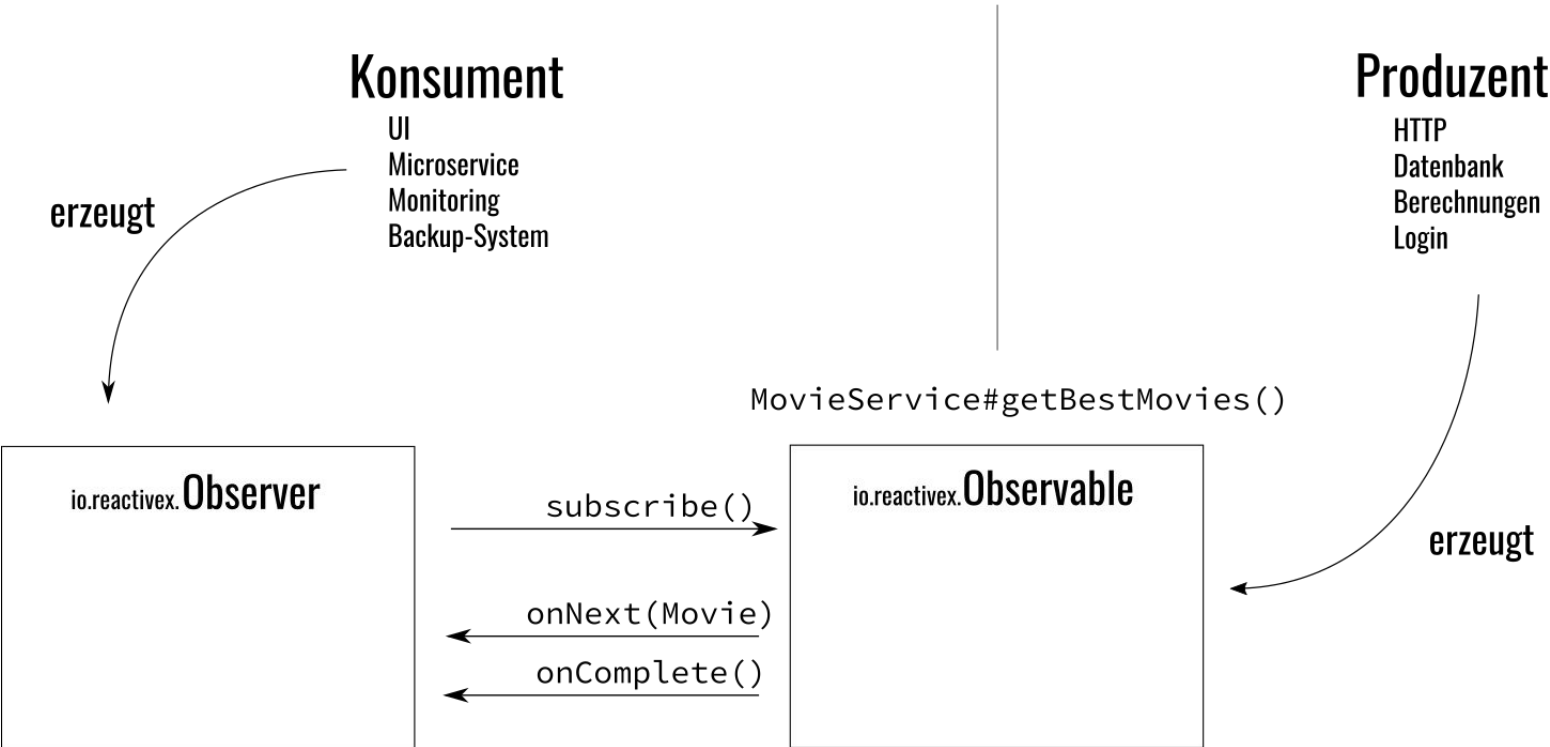 Konsument
UI
Microservice
Monitoring
Backup-System
erzeugt
Produzent
HTTP
Datenbank
Berechnungen
Login
erzeugt
MovieService#getBestMovies()
io.reactivex.Observer
subscribe()
onNext(Movie)
onComplete()
io.reactivex.Observable